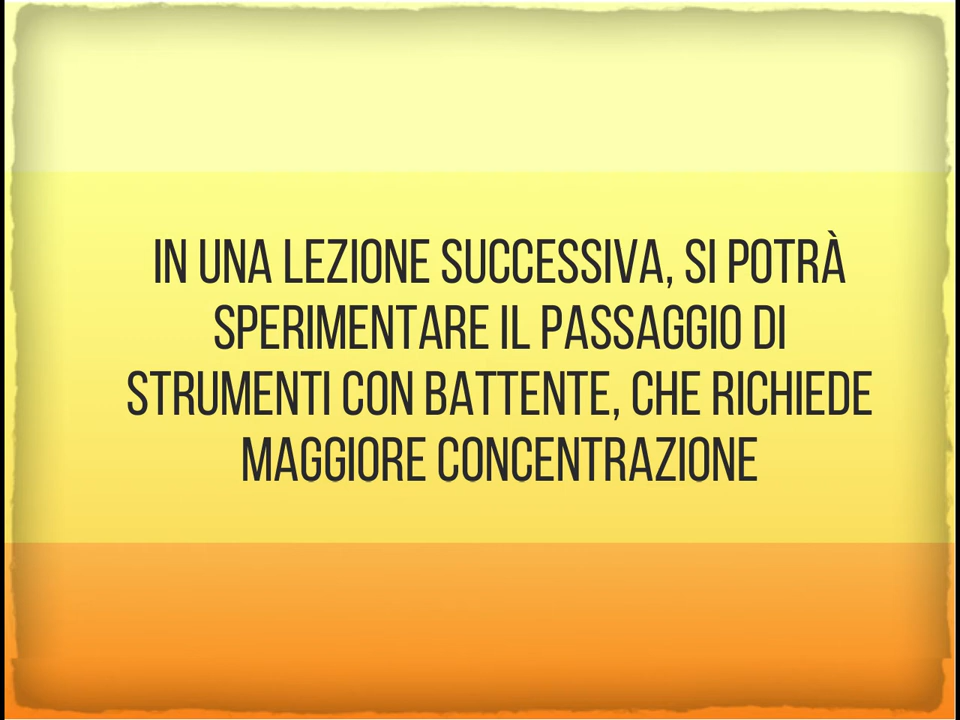 IN UNA LEZIONE SUCCESSIVA, SI POTRÀ
SPERIMENTARE IL PASSAGGIO DI
STRUMENTI CON BATTENTE, CHE RICHIEDE
MAGGIORE CONCENTRAZIONE